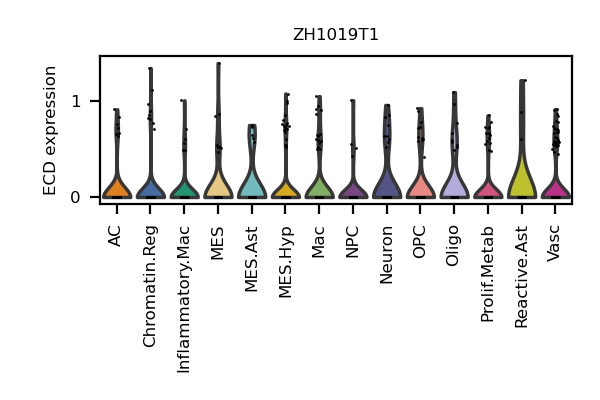 ZH1019T1
ECD expression
1
0
AC
Chromatin.Reg
Inflammatory.Mac
MES
MES.Ast
MES.Hyp
Mac
NPC
Neuron
OPC
Oligo
Prolif.Metab
Reactive.Ast
Vasc